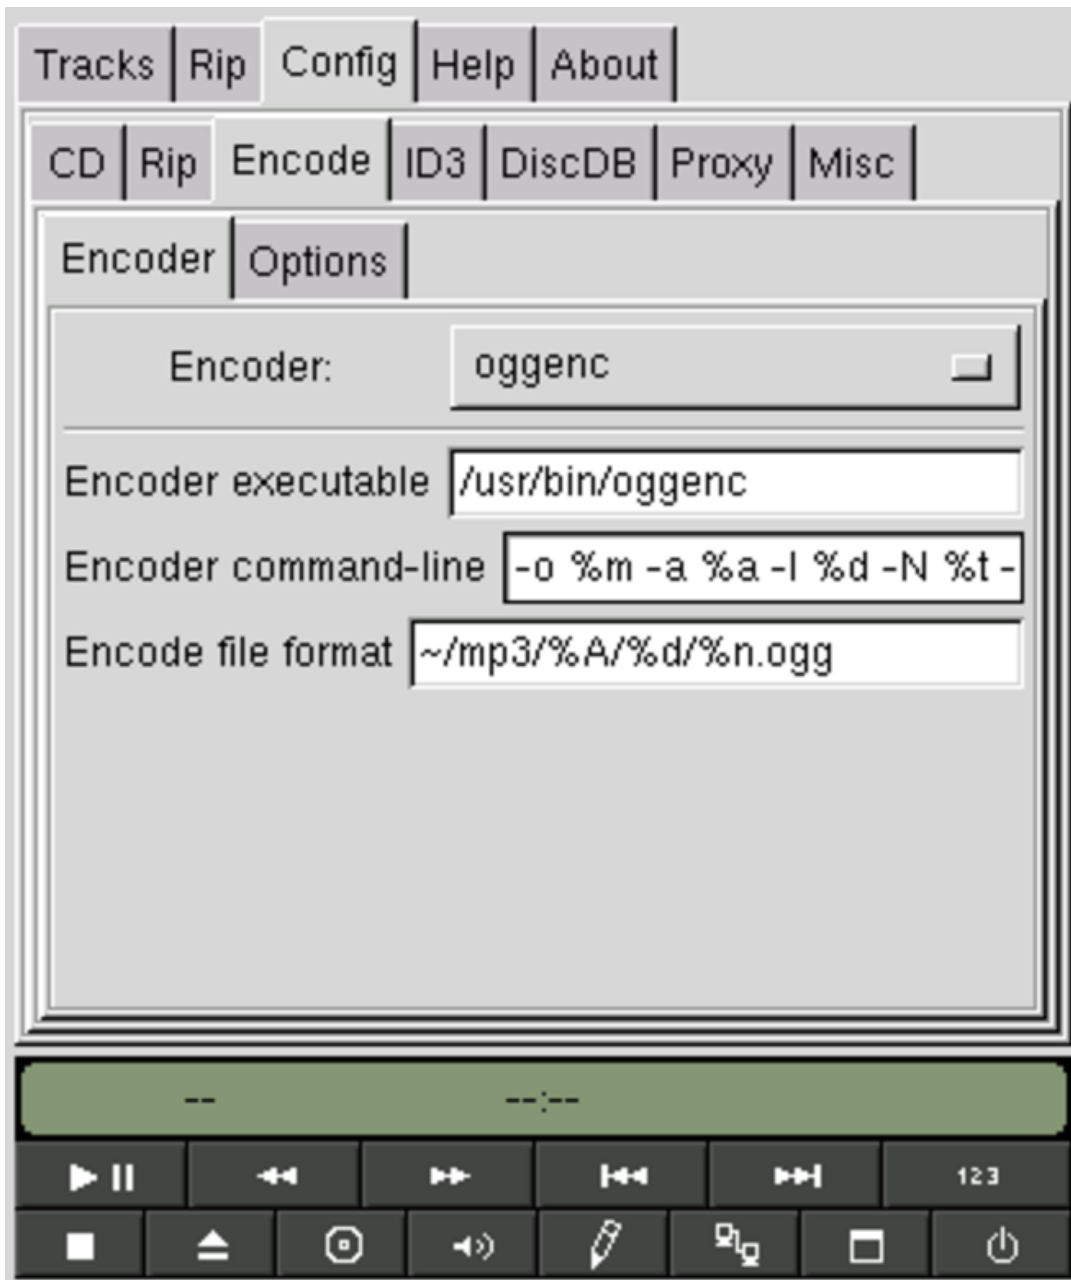 Tracks Rip Config Help About
CD Rip Encode ID3 DiscDB Proxy Misc
Encoder Options
Encoder: oggenc
Encoder executable /usr/bin/oggenc
Encoder command-line -o %m -a %a -l %d -N %t -
Encode file format ~/mp3/%A/%d/%n.ogg
-- --:--
123